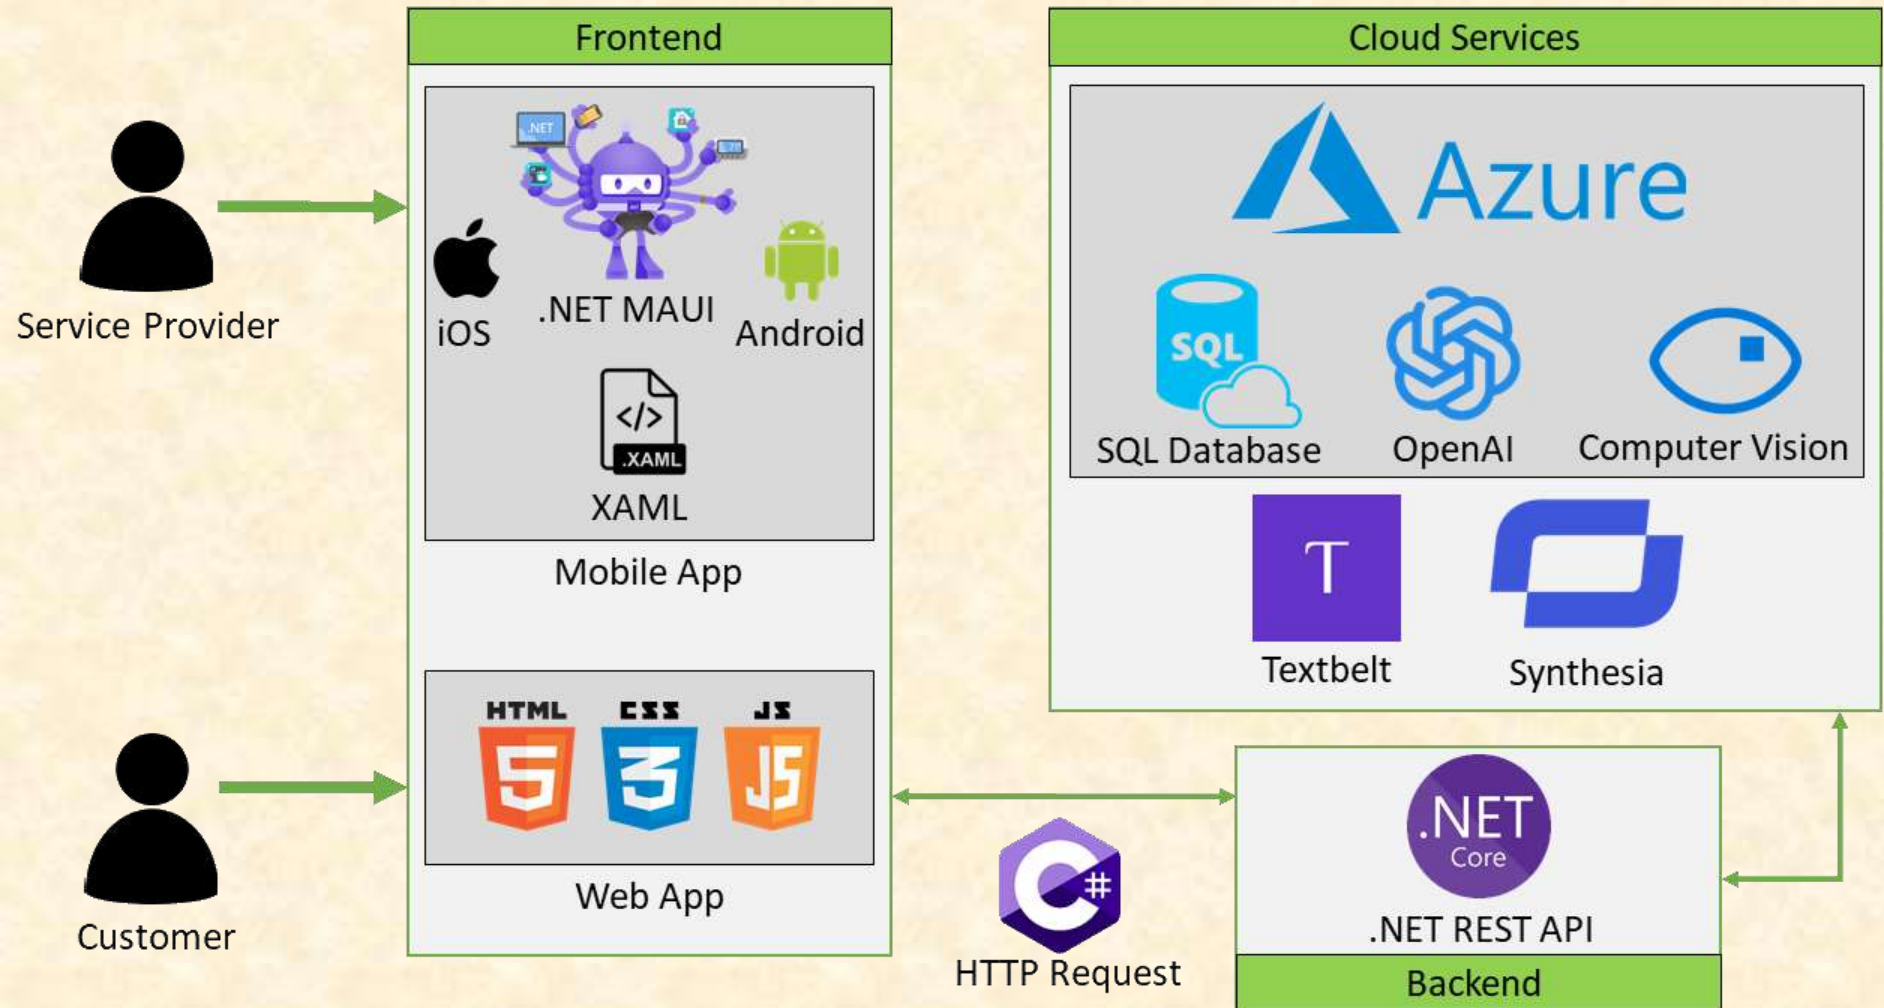 Frontend
.NET
.NET MAUI
iOS
Android
</>
.XAML
XAML
Mobile App
HTML
CSS
JS
5
3
JS
Web App
Service Provider
Customer
Cloud Services
Azure
SQL
SQL Database
OpenAI
Computer Vision
T
Textbelt
Synthesia
C#
HTTP Request
.NET
Core
.NET REST API
Backend